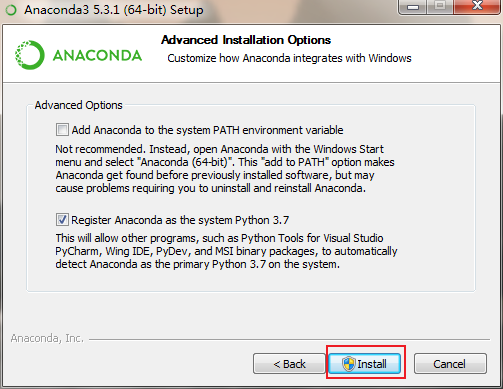 Anaconda3 5.3.1 (64-bit) Setup
ANACONDA
Advanced Installation Options
Customize how Anaconda integrates with Windows
Advanced Options
Add Anaconda to the system PATH environment variable
Not recommended. Instead, open Anaconda with the Windows Start
menu and select "Anaconda (64-bit)". This "add to PATH" option makes
Anaconda get found before previously installed software, but may
cause problems requiring you to uninstall and reinstall Anaconda.
Register Anaconda as the system Python 3.7
This will allow other programs, such as Python Tools for Visual Studio
PyCharm, Wing IDE, PyDev, and MSI binary packages, to automatically
detect Anaconda as the primary Python 3.7 on the system.
Anaconda, Inc.
< Back
Install
Cancel